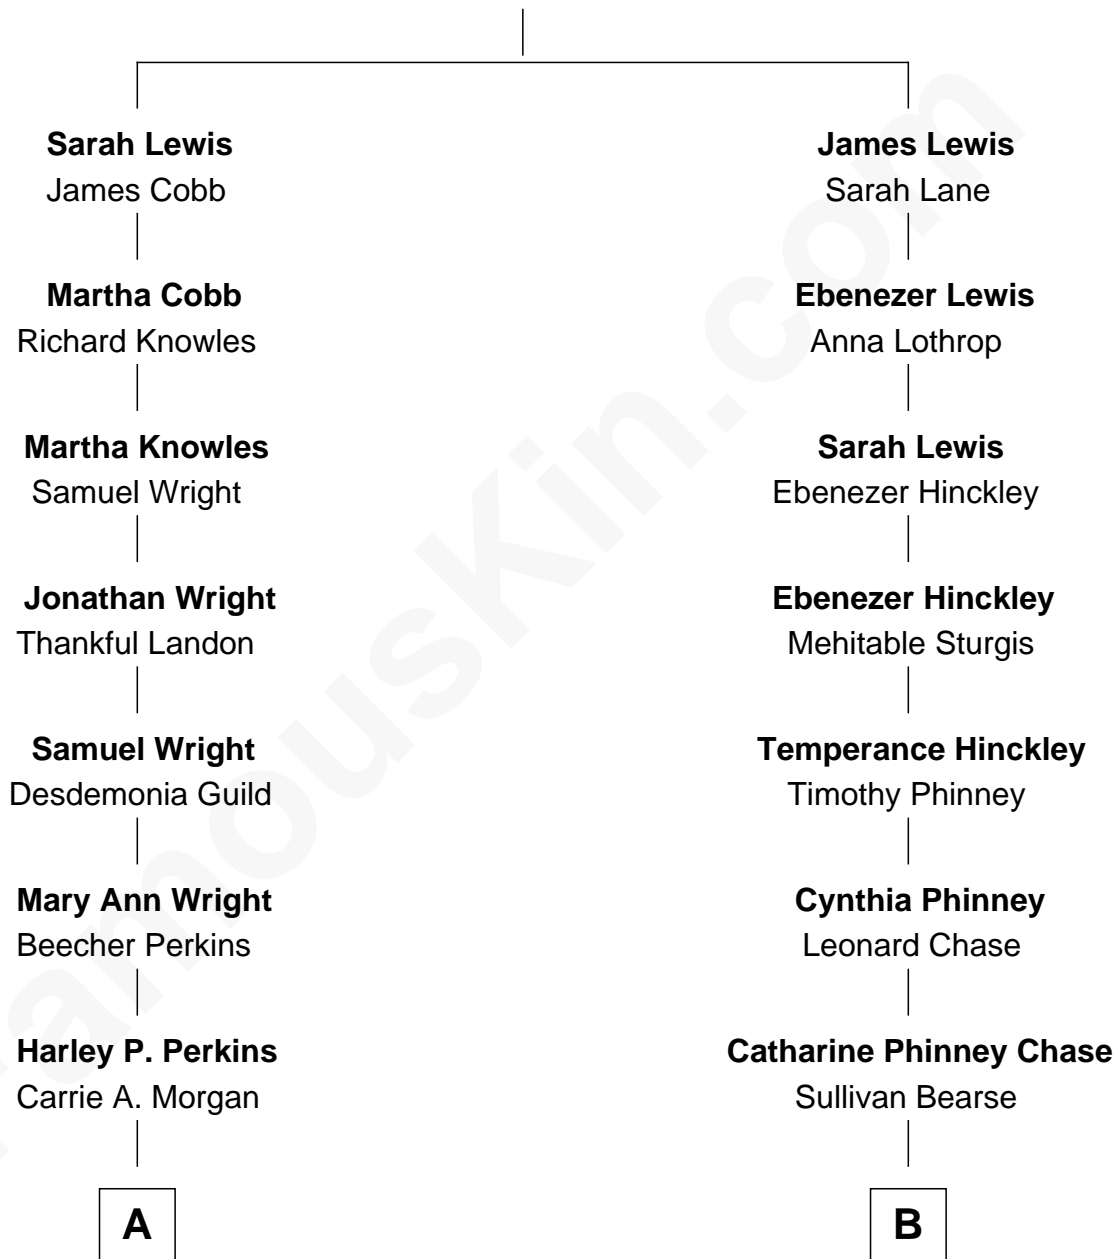 Sarah Lewis
James Cobb
Martha Cobb
Richard Knowles
Martha Knowles
Samuel Wright
Jonathan Wright
Thankful Landon
Samuel Wright
Desdemonia Guild
Mary Ann Wright
Beecher Perkins
Harley P. Perkins
Carrie A. Morgan
A
James Lewis
Sarah Lane
Ebenezer Lewis
Anna Lothrop
Sarah Lewis
Ebenezer Hinckley
Ebenezer Hinckley
Mehitable Sturgis
Temperance Hinckley
Timothy Phinney
Cynthia Phinney
Leonard Chase
Catharine Phinney Chase
Sullivan Bearse
B
FamousKin.com